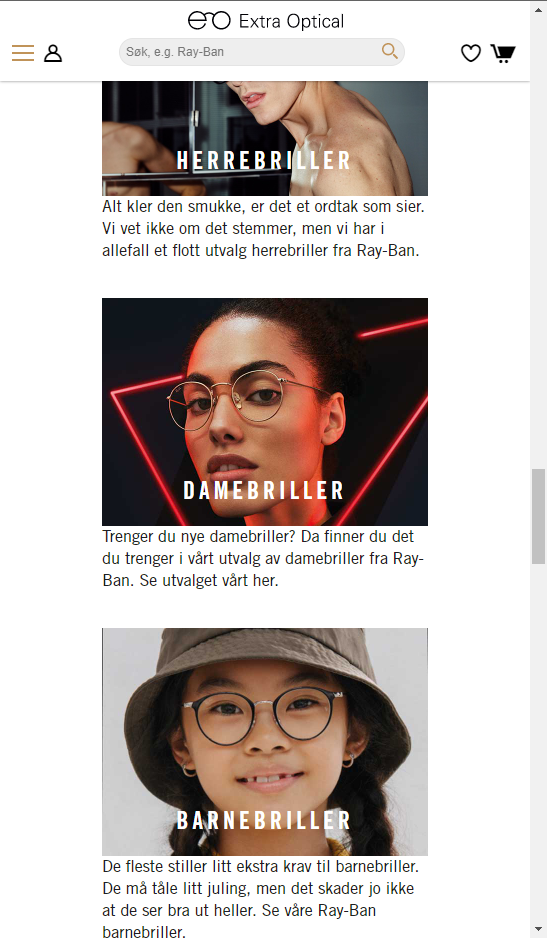 Extra Optical
Søk, e.g. Ray-Ban
HERREBRILLER
Alt kler den smukke, er det et ordtak som sier.
Vi vet ikke om det stemmer, men vi har i
allefall et flott utvalg herrebriller fra Ray-Ban.
DAMEBRILLER
Trenger du nye damebriller? Da finner du det
du trenger i vårt utvalg av damebriller fra Ray-
Ban. Se utvalget vårt her.
BARNEBRILLER
De fleste stiller litt ekstra krav til barnebriller.
De må tåle litt juling, men det skader jo ikke
at de ser bra ut heller. Se våre Ray-Ban
barnebriller.